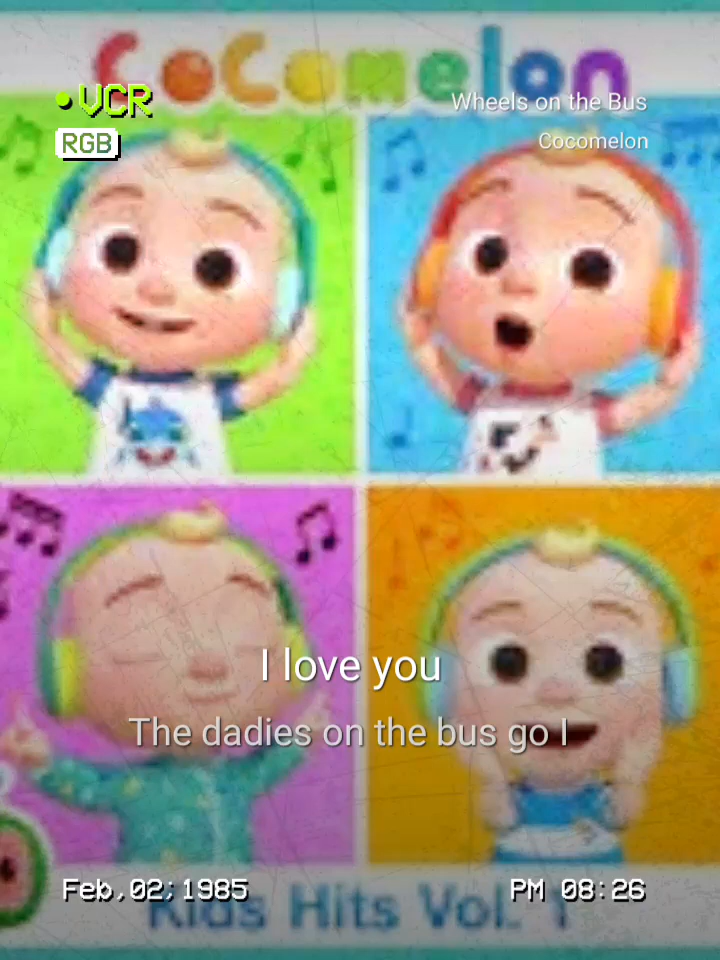 CoComelon
VCR
Wheels on the Bus
RGB
Cocomelon
I love you
The dadies on the bus go I
Feb.02;1985
PM 08:26
Kids Hits Vol. 1